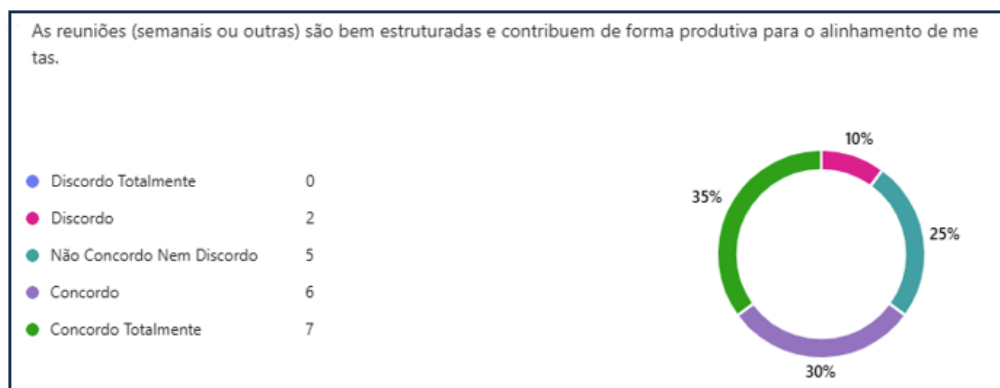 As reuniões (semanais ou outras) são bem estruturadas e contribuem de forma produtiva para o alinhamento de me
tas.
10%
Discordo Totalmente 0
35%
Discordo 2
25%
Não Concordo Nem Discordo 5
Concordo 6
Concordo Totalmente 7
30%